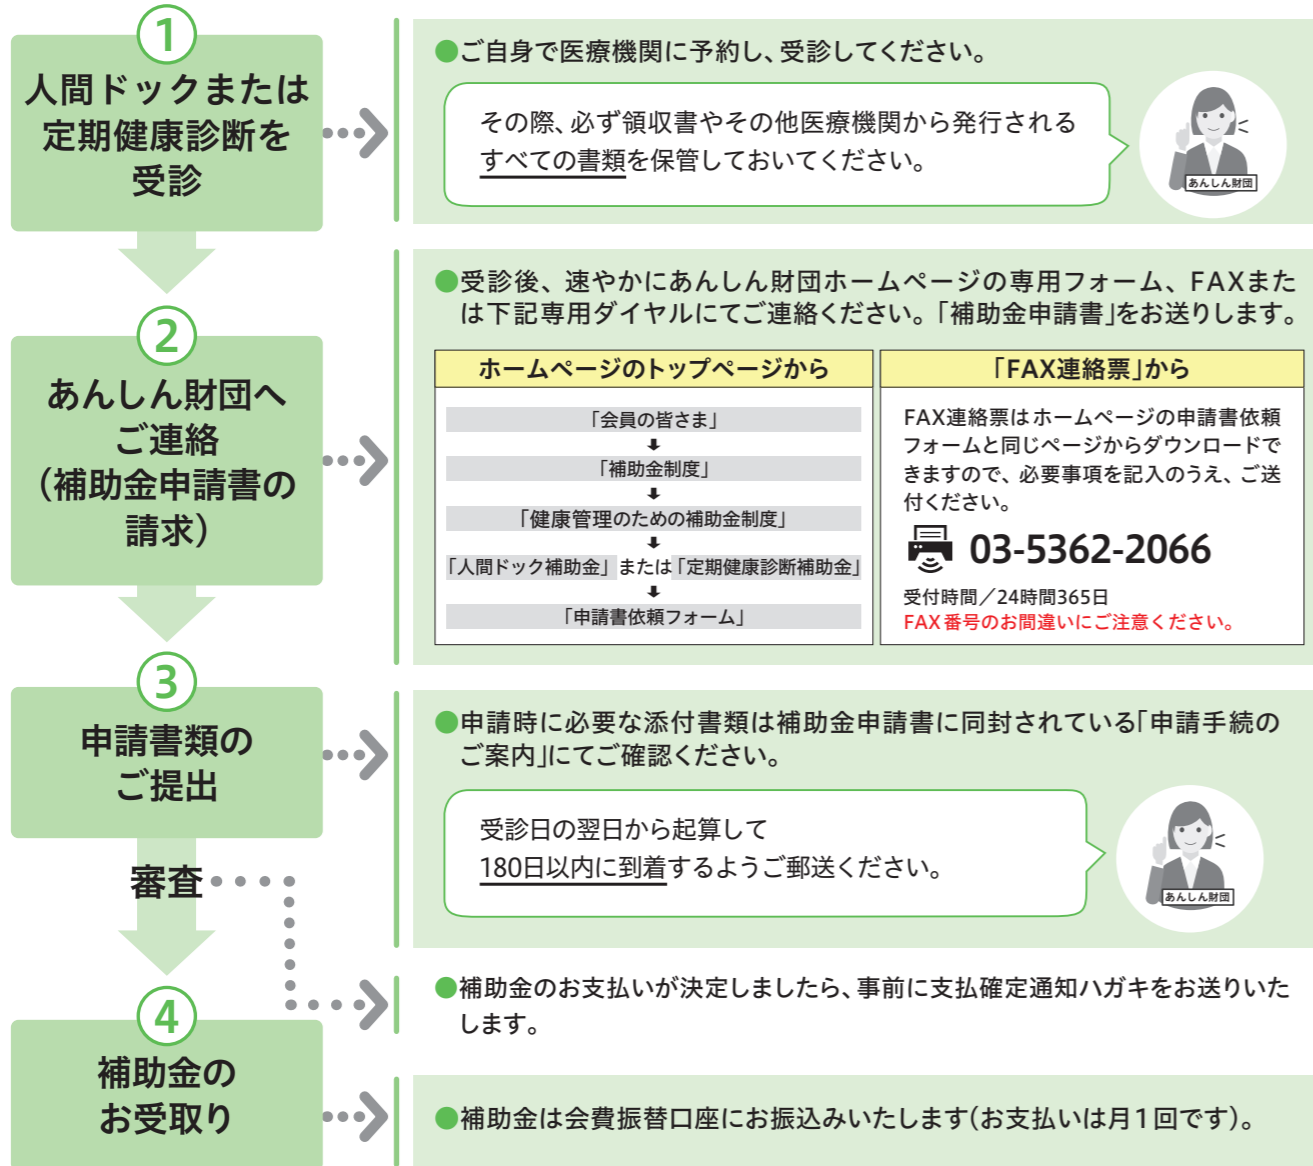 1
人間ドックまたは
定期健康診断を
受診
●ご自身で医療機関に予約し、受診してください。
その際、必ず領収書やその他医療機関から発行される
すべての書類を保管しておいてください。
あんしん財団
2
あんしん財団へ
ご連絡
（補助金申請書の
請求）
●受診後、速やかにあんしん財団ホームページの専用フォーム、FAXまた
は下記専用ダイヤルにてご連絡ください。「補助金申請書」をお送りします。
ホームページのトップページから
「会員の皆さま」
「補助金制度」
「健康管理のための補助金制度」
「人間ドック補助金」または「定期健康診断補助金」
「申請書依頼フォーム」
「FAX連絡票」から
FAX連絡票はホームページの申請書依頼
フォームと同じページからダウンロードで
きますので、必要事項を記入のうえ、ご送
付ください。
03-5362-2066
受付時間／24時間365日
FAX番号のお間違いにご注意ください。
3
申請書類の
ご提出
●申請時に必要な添付書類は補助金申請書に同封されている「申請手続の
ご案内」にてご確認ください。
受診日の翌日から起算して
180日以内に到着するようご郵送ください。
あんしん財団
審査
●補助金のお支払いが決定しましたら、事前に支払確定通知ハガキをお送りいた
します。
4
補助金の
お受取り
●補助金は会費振替口座にお振込みいたします（お支払いは月1回です）。